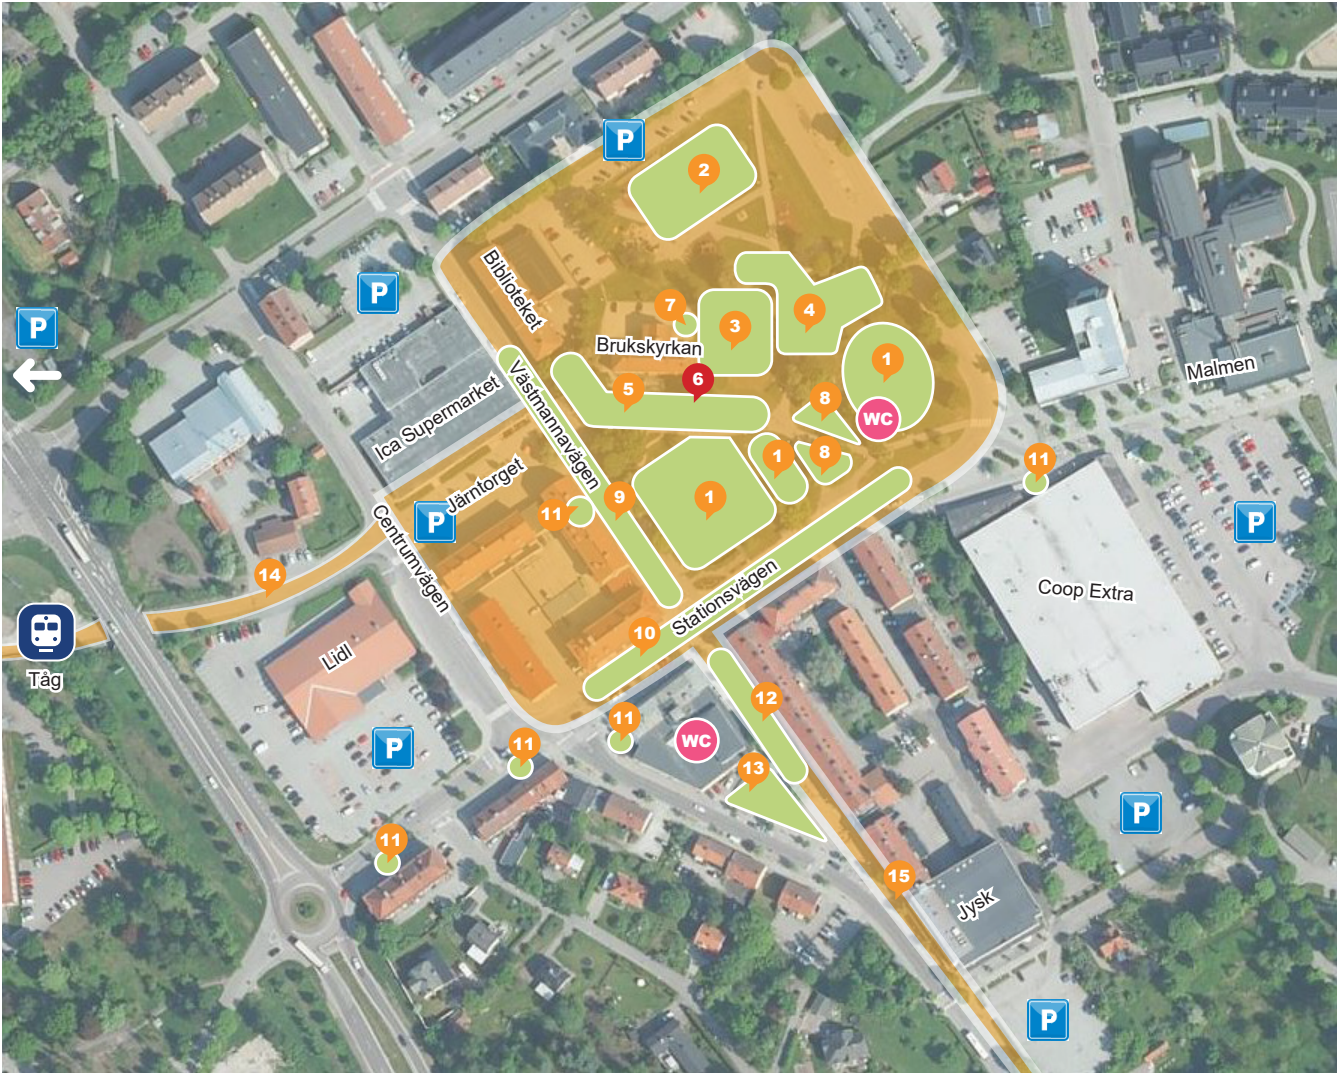 P
2
P
Biblioteket
7
4
P
3
Brukskyrkan
1
Malmen
6
5
8
Västmannavägen
Ica Supermarket
WC
8
1
11
Järntorget
9
1
11
P
P
Centrumvägen
14
Coop Extra
Stationsvägen
10
Lidl
Tåg
12
11
WC
11
P
13
P
11
15
Jysk
P